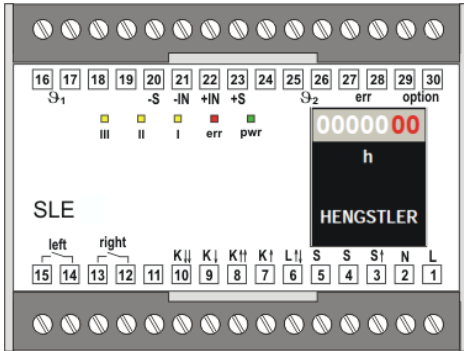 16 17 18 19 20 21 22 23 24 25 26 27 28 29 30
ϑ₁ -S -IN +IN +S ϑ₂ err option
III II I err pwr
00000 00
h
SLE
HENGSTLER
left right K↓↓ K↓ K↑↑ K↑ L↑↓ S S S↑ N L
15 14 13 12 11 10 9 8 7 6 5 4 3 2 1